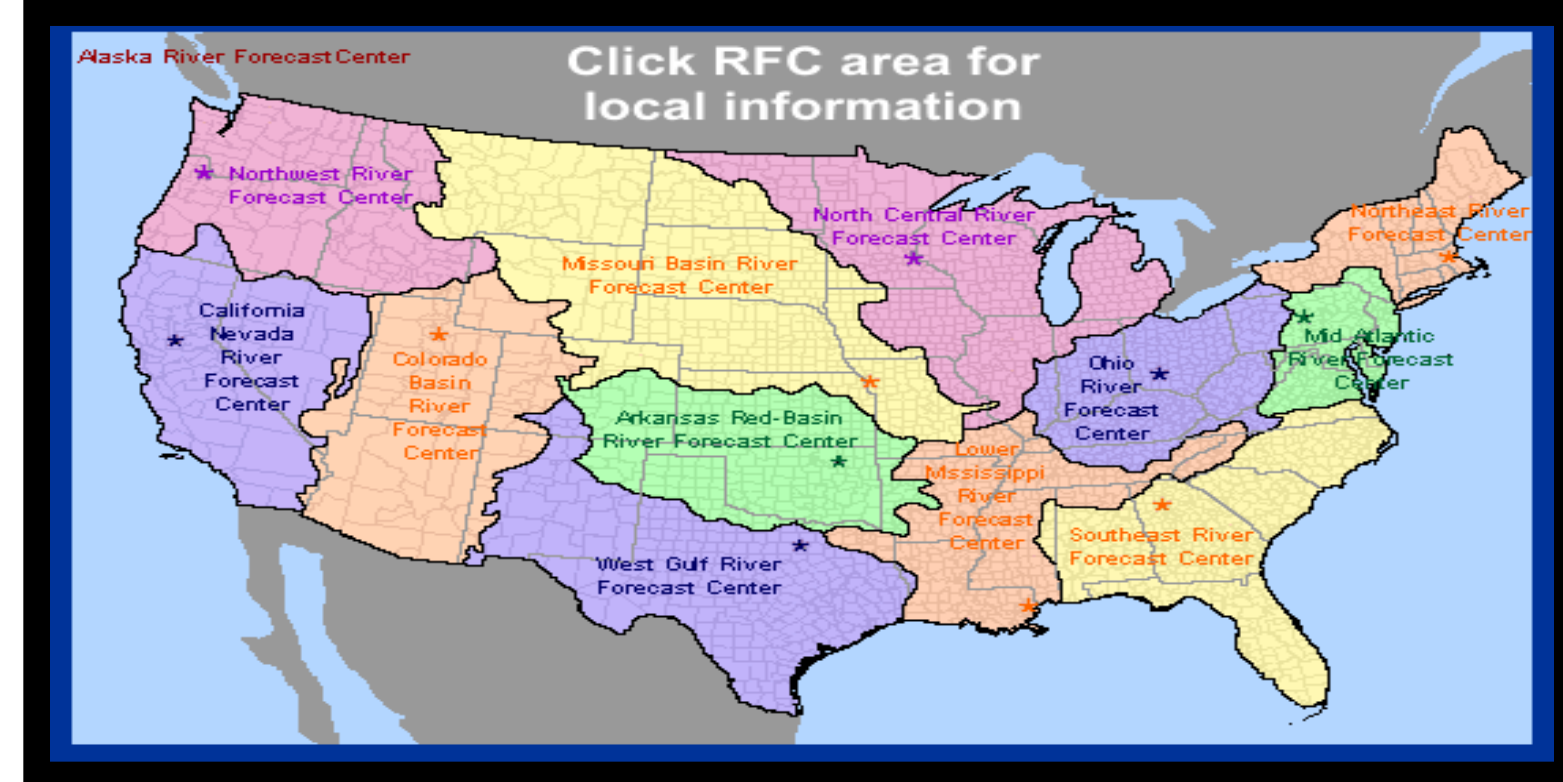 Alaska River Forecast Center
Click RFC area for
local information
Northwest River
Forecast Center
North Central River
Forecast Center
Northeast River
Forecast Center
Missouri Basin River
Forecast Center
California
Nevada
River
Forecast
Center
Colorado
Basin
River
Forecast
Center
Ohio
River
Forecast
Center
Mid-Atlantic
River Forecast
Center
Arkansas Red-Basin
River Forecast Center
Lower
Mssissippi
River
Forecast
Center
Southeast River
Forecast Center
West Gulf River
Forecast Center